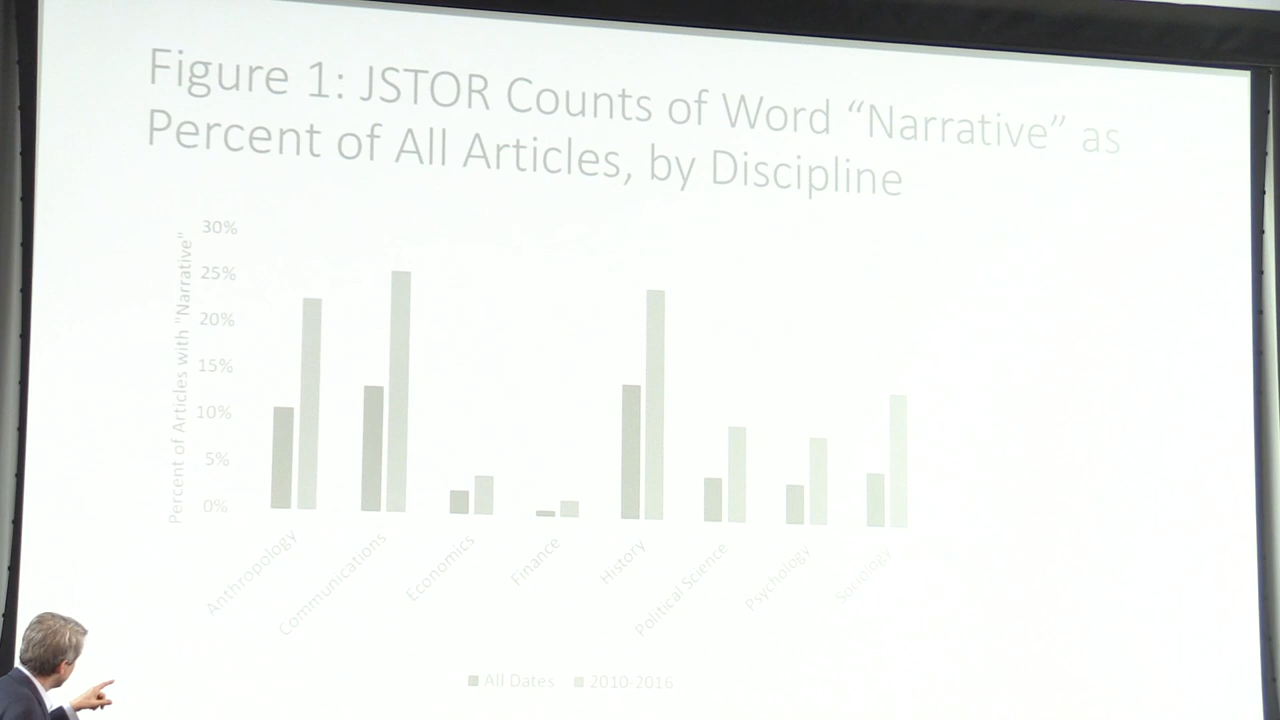 Figure 1: JSTOR Counts of Word “Narrative” as
Percent of All Articles, by Discipline
Percent of Articles with "Narrative"
30%
25%
20%
15%
10%
5%
0%
Anthropology
Communications
Economics
Finance
History
Political Science
Psychology
Sociology
All Dates
2010-2016